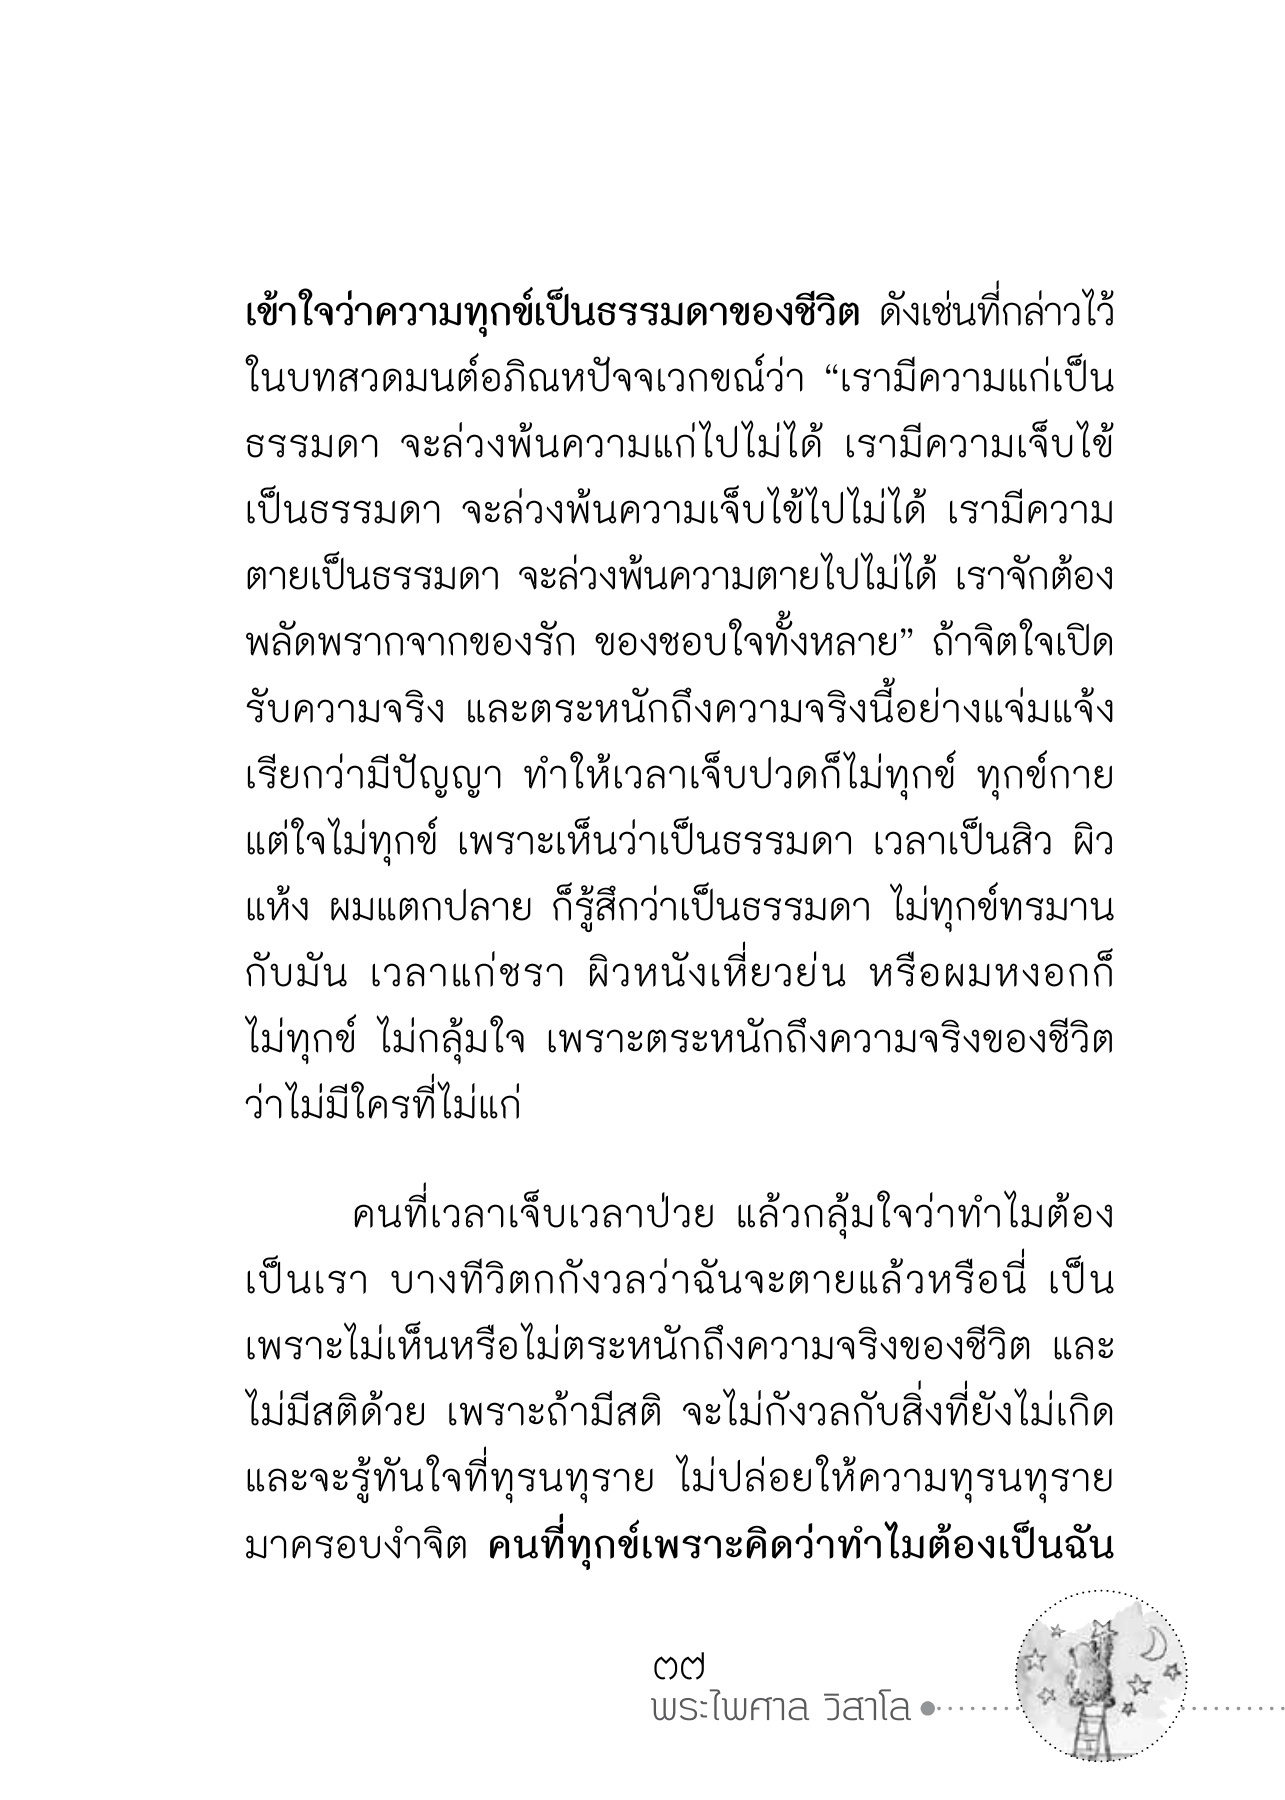 เข้าใจว่าความทุกข์เป็นธรรมดาของชีวิต ดังเช่นที่กล่าวไว้
ในบทสวดมนต์อภิณหปัจจเวกขณ์ว่า “เรามีความแก่เป็น
ธรรมดา จะล่วงพ้นความแก่ไปไม่ได้ เรามีความเจ็บไข้
เป็นธรรมดา จะล่วงพ้นความเจ็บไข้ไปไม่ได้ เรามีความ
ตายเป็นธรรมดา จะล่วงพ้นความตายไปไม่ได้ เราจักต้อง
พลัดพรากจากของรัก ของชอบใจทั้งหลาย” ถ้าจิตใจเปิด
รับความจริง และตระหนักถึงความจริงนี้อย่างแจ่มแจ้ง
เรียกว่ามีปัญญา ทำให้เวลาเจ็บปวดก็ไม่ทุกข์ ทุกข์กาย
แต่ใจไม่ทุกข์ เพราะเห็นว่าเป็นธรรมดา เวลาเป็นสิว ผิว
แห้ง ผมแตกปลาย ก็รู้สึกว่าเป็นธรรมดา ไม่ทุกข์ทรมาน
กับมัน เวลาแก่ชรา ผิวหนังเหี่ยวย่น หรือผมหงอกก็
ไม่ทุกข์ ไม่กลุ้มใจ เพราะตระหนักถึงความจริงของชีวิต
ว่าไม่มีใครที่ไม่แก่
คนที่เวลาเจ็บเวลาป่วย แล้วกลุ้มใจว่าทำไมต้อง
เป็นเรา บางทีวิตกกังวลว่าฉันจะตายแล้วหรือนี่ เป็น
เพราะไม่เห็นหรือไม่ตระหนักถึงความจริงของชีวิต และ
ไม่มีสติด้วย เพราะถ้ามีสติ จะไม่กังวลกับสิ่งที่ยังไม่เกิด
และจะรู้ทันใจที่ทุรนทุราย ไม่ปล่อยให้ความทุรนทุราย
มาครอบงำจิต คนที่ทุกข์เพราะคิดว่าทำไมต้องเป็นฉัน
๓๗
พระไพศาล วิสาโล